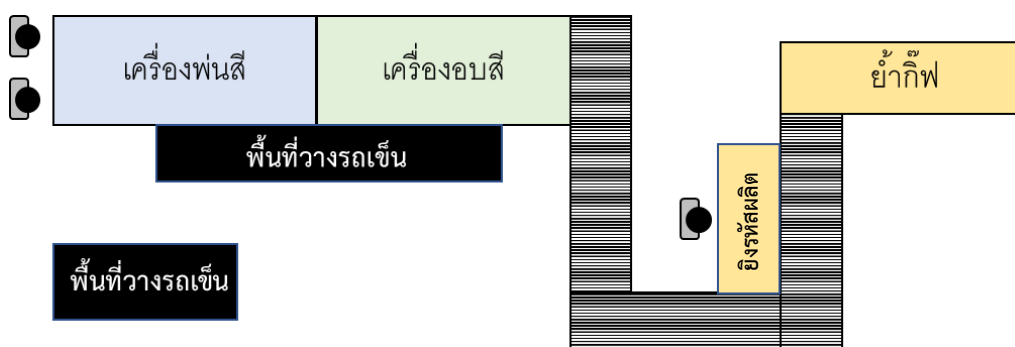 เครื่องพ่นสี
เครื่องอบสี
ย้ำกิ๊ฟ
พื้นที่วางรถเข็น
ยิงรหัสผลิต
พื้นที่วางรถเข็น